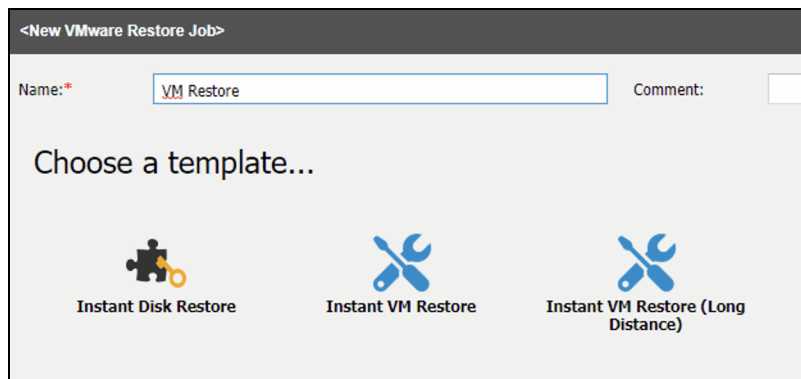 <New VMware Restore Job>
Name:* VM Restore Comment:
Choose a template...
Instant Disk Restore Instant VM Restore Instant VM Restore (Long
Distance)